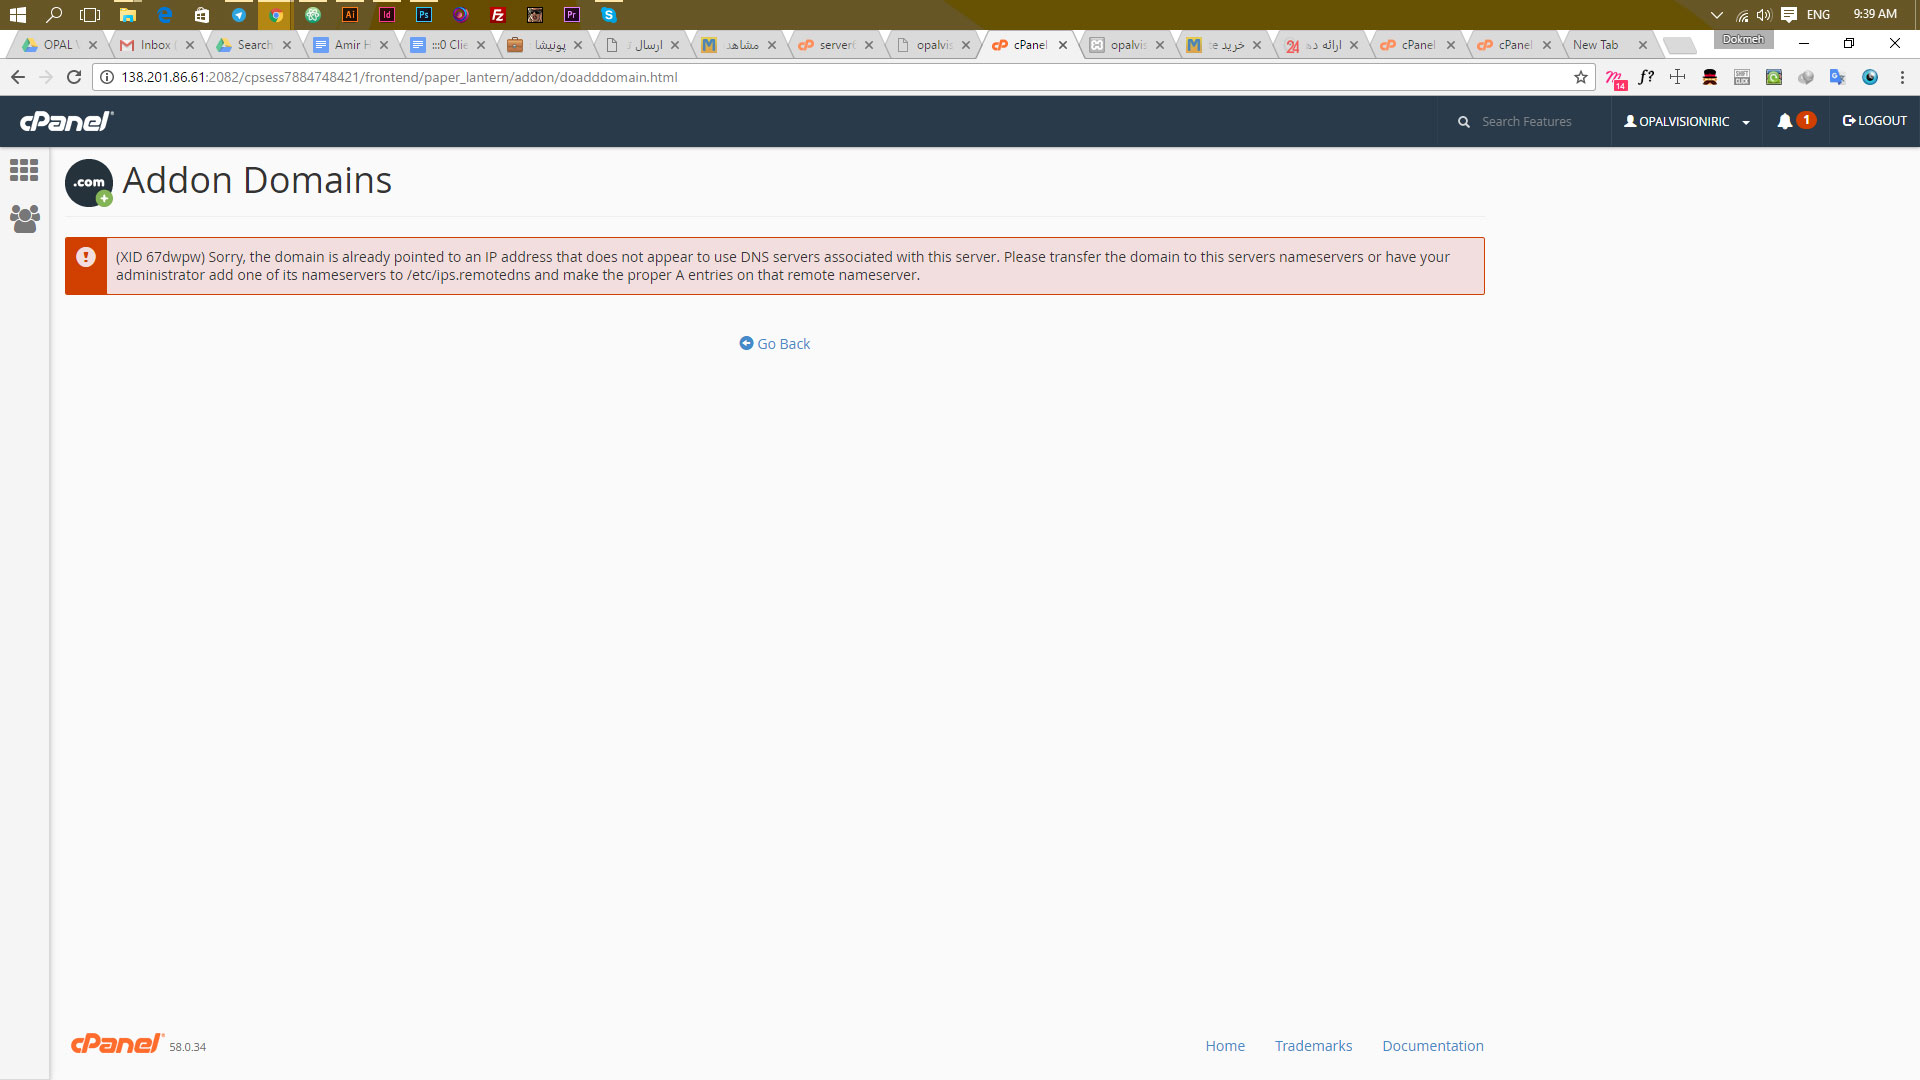 ENG
9:39 AM
Dokmeh
OPAL
Inbox
Search
Amir H
:::0 Clie
پونیشا
ارسال
مشاهد
server
opalvis
cPanel
opalvis
خرید
ارائه ده
cPanel
cPanel
New Tab
138.201.86.61:2082/cpsess7884748421/frontend/paper_lantern/addon/doadddomain.html
14
cPanel
Search Features
OPALVISIONIRIC
1
LOGOUT
.com
Addon Domains
(XID 67dwpw) Sorry, the domain is already pointed to an IP address that does not appear to use DNS servers associated with this server. Please transfer the domain to this servers nameservers or have your
administrator add one of its nameservers to /etc/ips.remotedns and make the proper A entries on that remote nameserver.
Go Back
cPanel 58.0.34
Home Trademarks Documentation